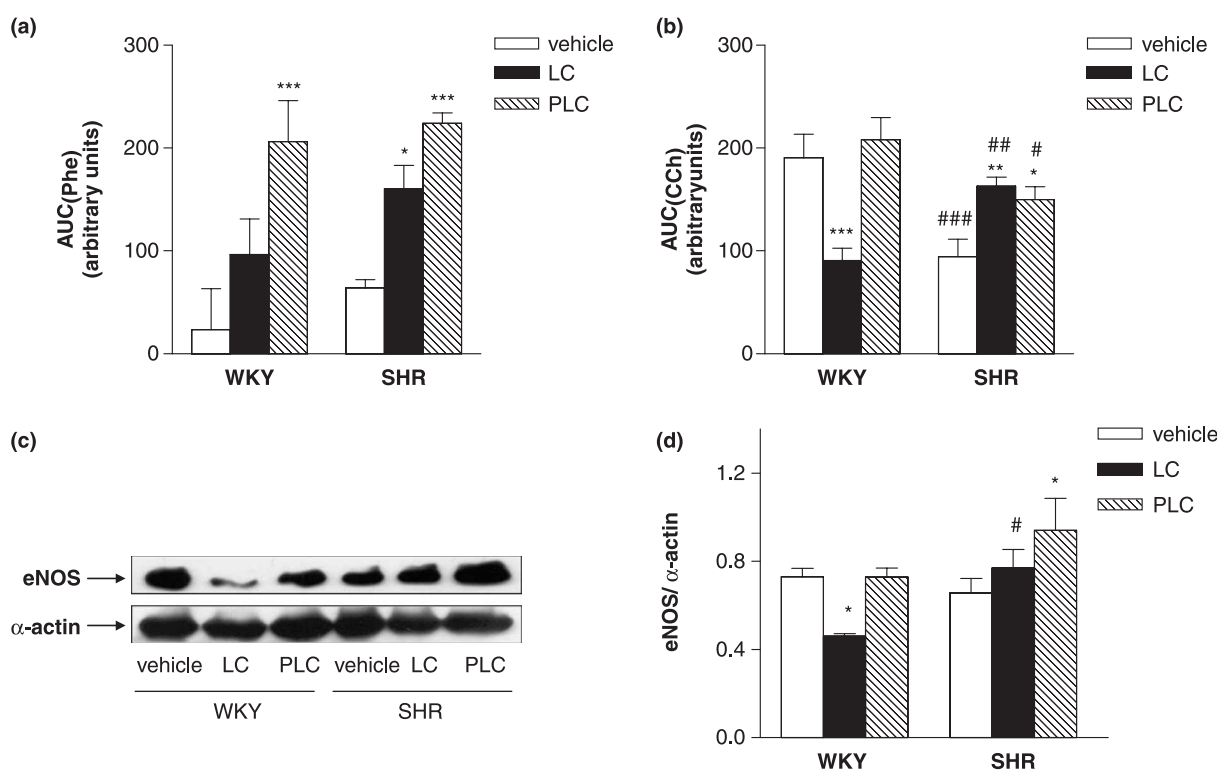 (a)
300
200
100
0
AUC(Phe)
(arbitrary units)
vehicle
LC
PLC
***
*
***
WKY
SHR
(b)
300
200
100
0
AUC(CCh)
(arbitraryunits)
vehicle
LC
PLC
***
###
##
**
#
*
WKY
SHR
(c)
eNOS
α-actin
vehicle LC PLC vehicle LC PLC
WKY SHR
(d)
1.2
0.8
0.4
0.0
eNOS/ α-actin
vehicle
LC
PLC
*
#
*
WKY
SHR